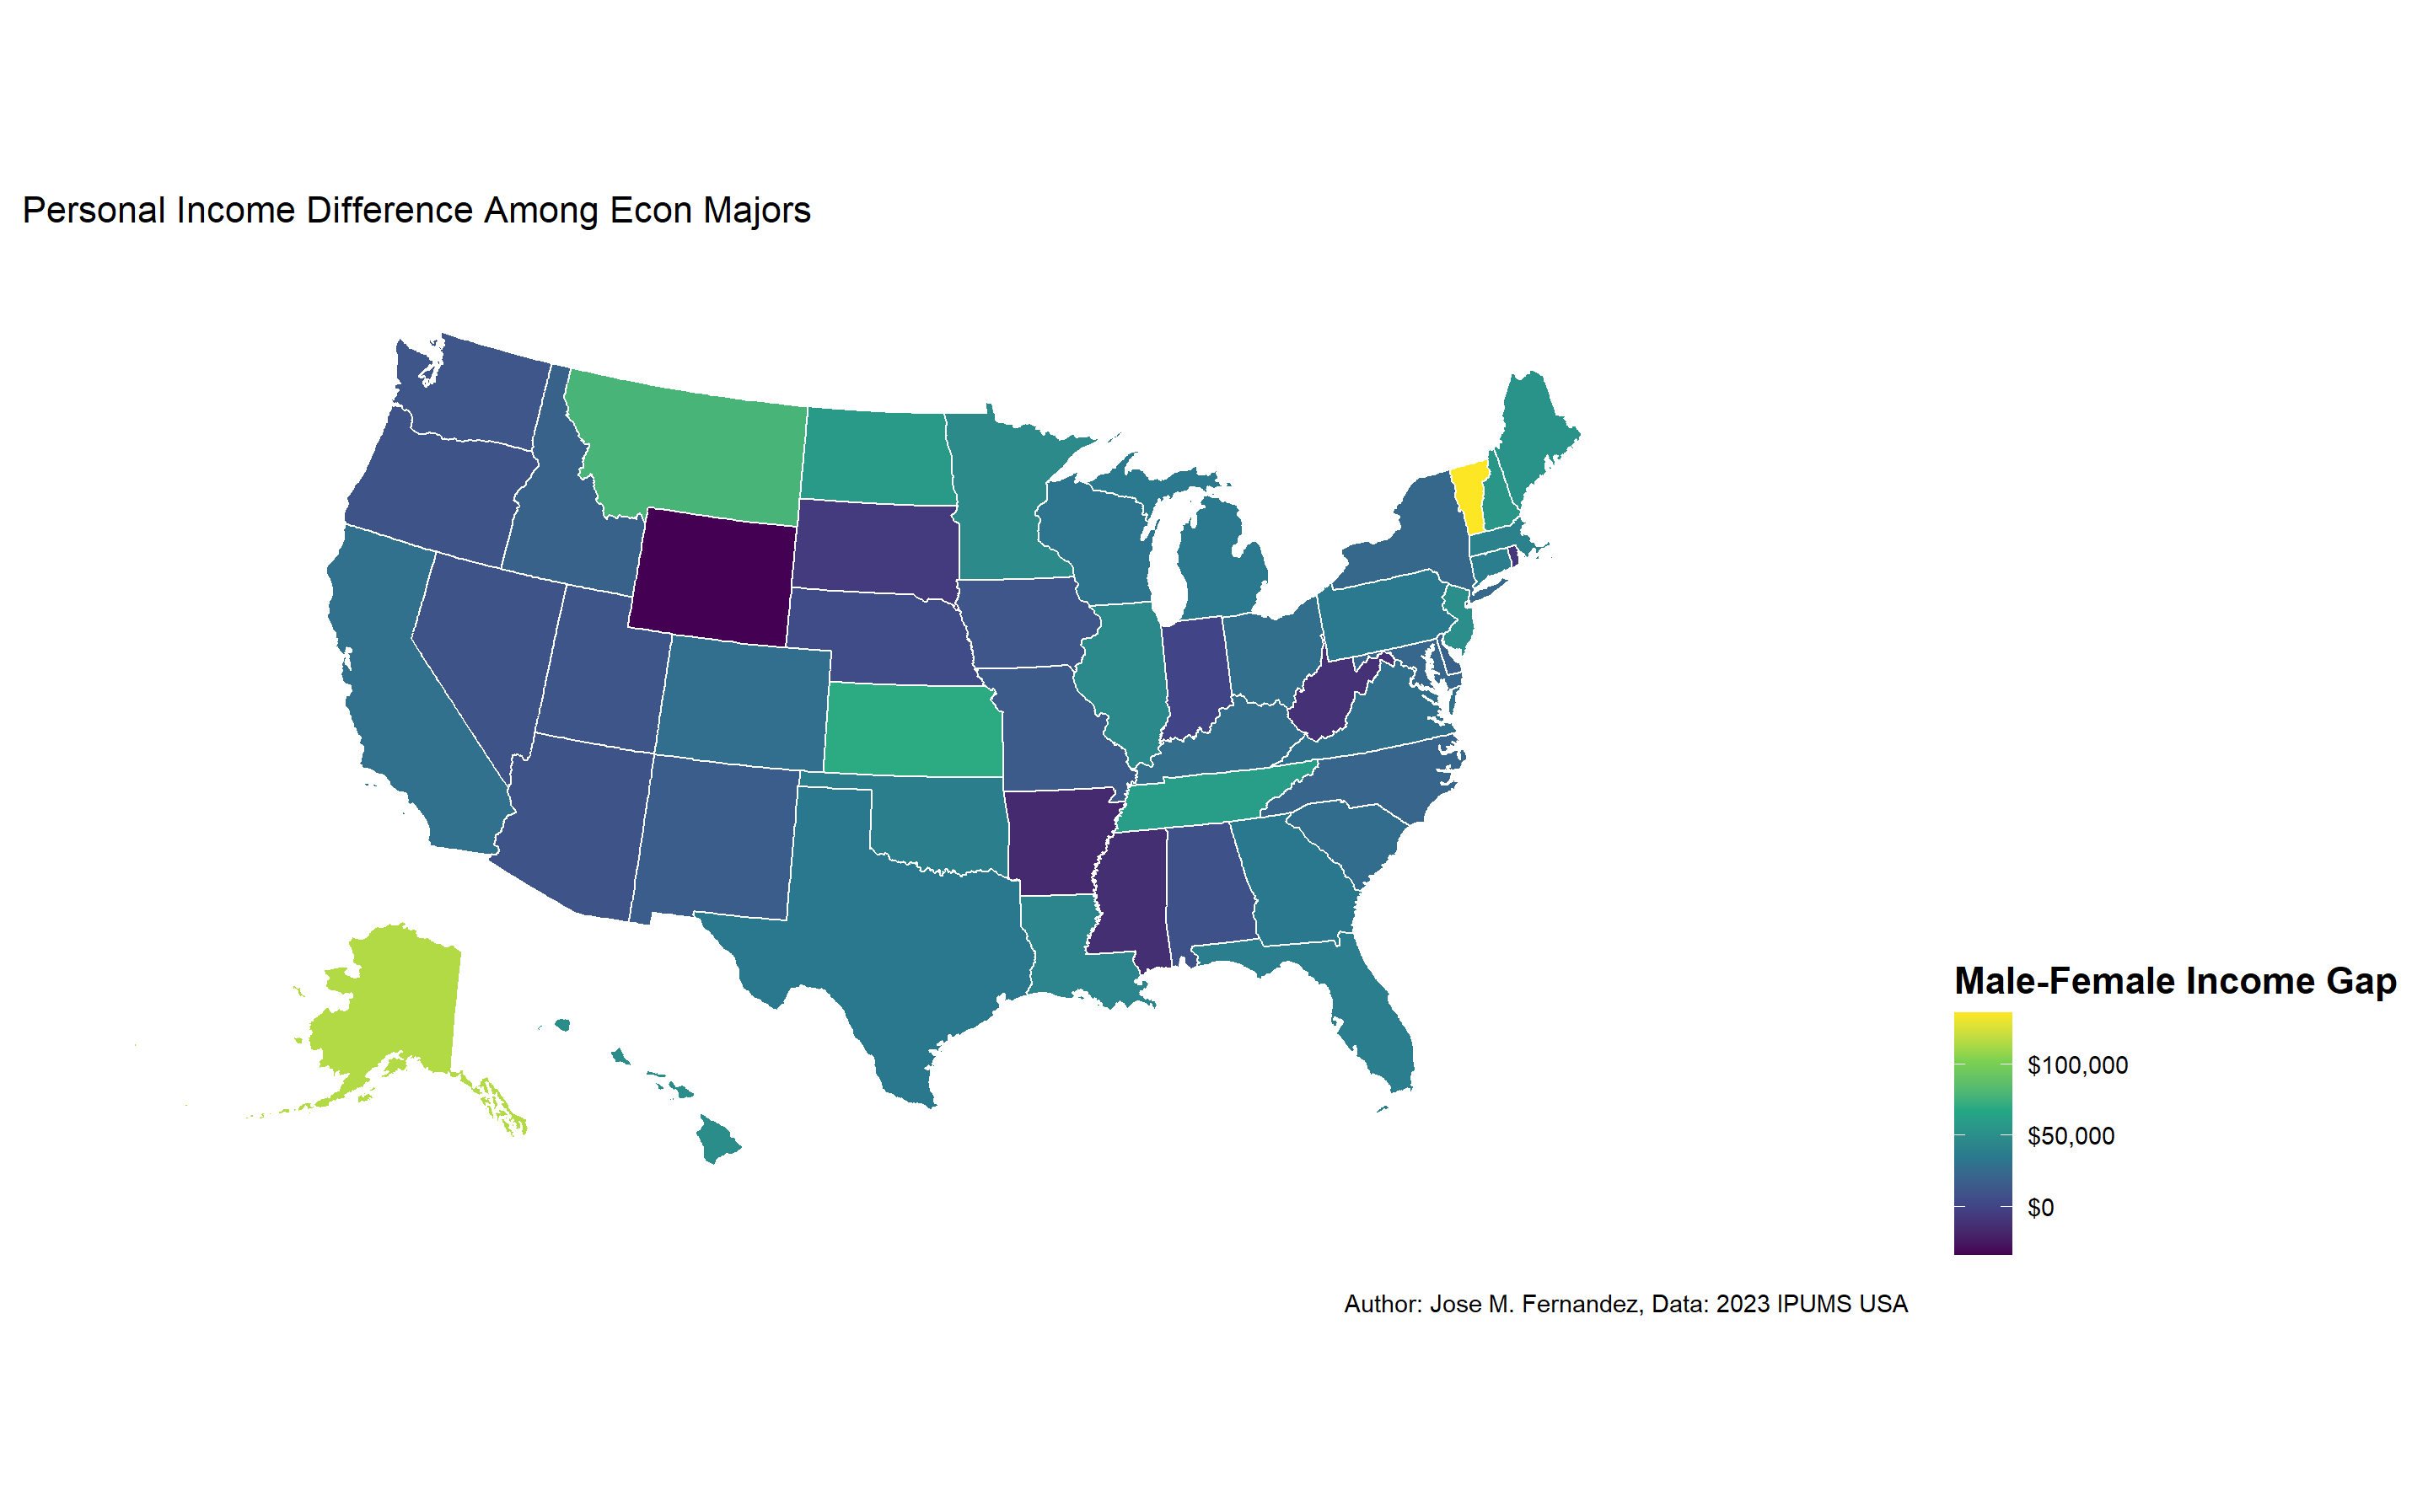 Personal Income Difference Among Econ Majors
Male-Female Income Gap
$100,000
$50,000
$0
Author: Jose M. Fernandez, Data: 2023 IPUMS USA